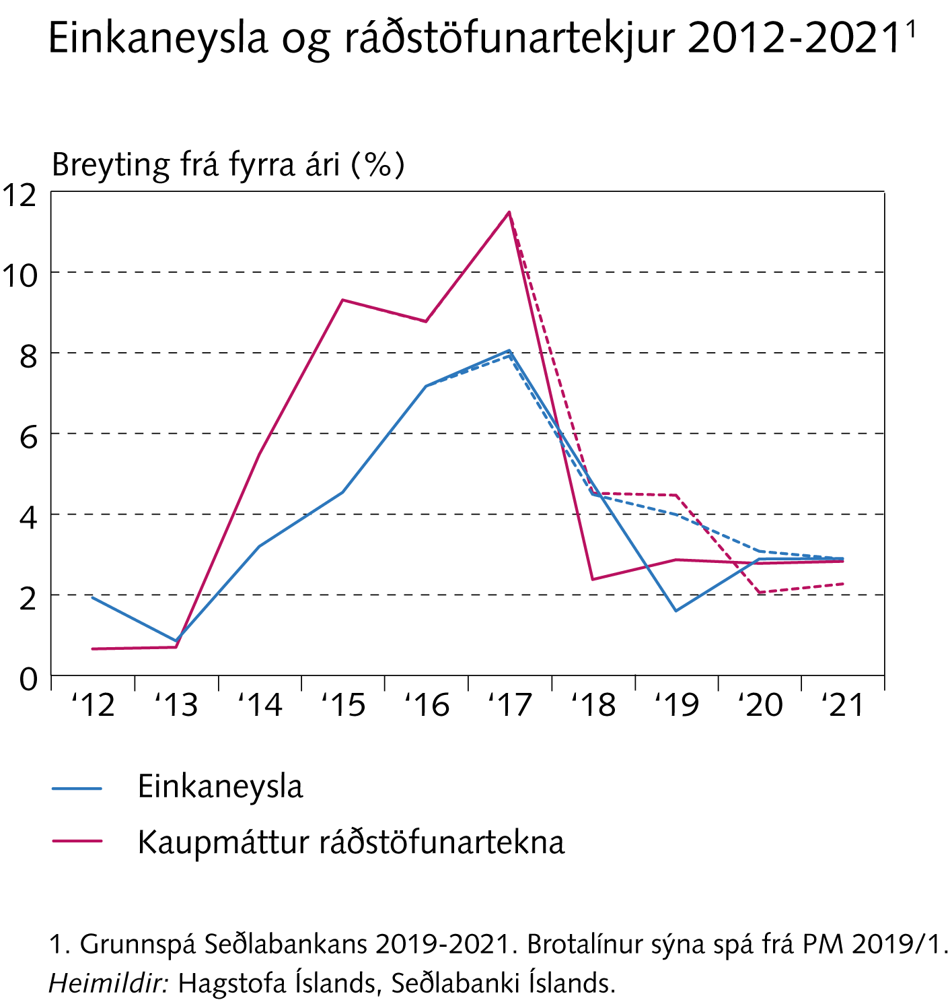 Einkaneysla og ráðstöfunartekjur 2012-2021¹
Breyting frá fyrra ári (%)
12
10
8
6
4
2
0
‘12 ‘13 ‘14 ‘15 ‘16 ‘17 ‘18 ‘19 ‘20 ‘21
Einkaneysla
Kaupmáttur ráðstöfunartekna
1. Grunnspá Seðlabankans 2019-2021. Brotalínur sýna spá frá PM 2019/1.
Heimildir: Hagstofa Íslands, Seðlabanki Íslands.